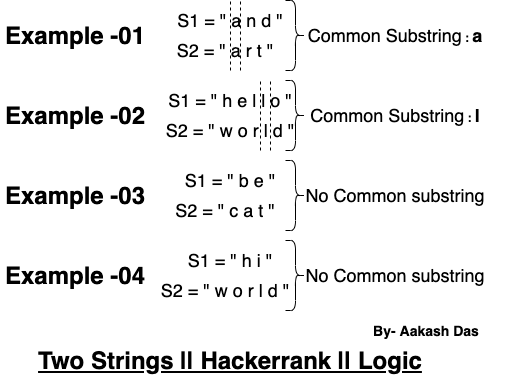 Example -01
S1 = " a n d "
S2 = " a r t "
Common Substring : a
Example -02
S1 = " h e l l o "
S2 = " w o r l d "
Common Substring : l
Example -03
S1 = " b e "
S2 = " c a t "
No Common substring
Example -04
S1 = " h i "
S2 = " w o r l d "
No Common substring
By- Aakash Das
Two Strings || Hackerrank || Logic